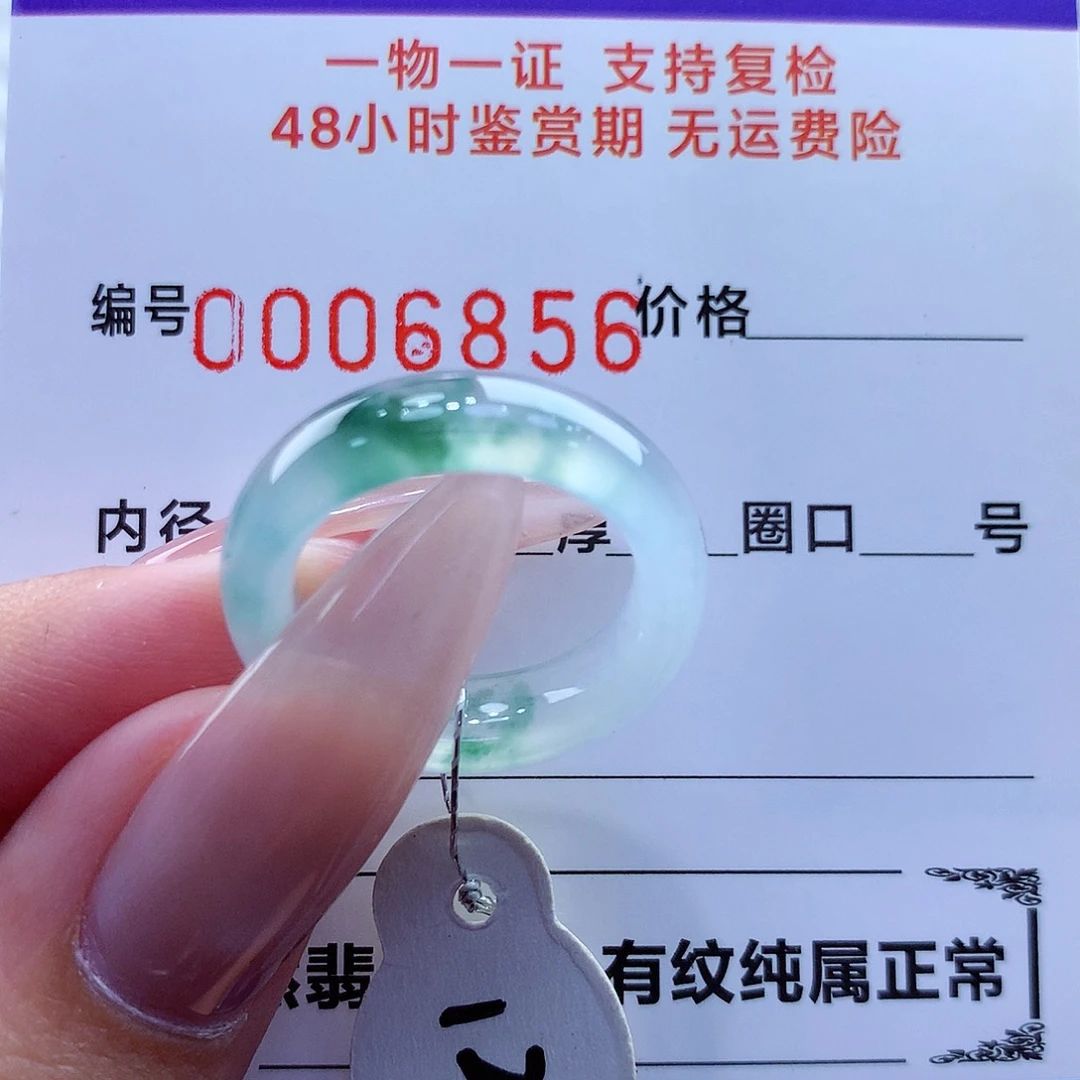 一物一证 支持复检
48小时鉴赏期 无运费险
编号0006856价格
内径 厚 圈口 号
翡 有纹纯属正常
12